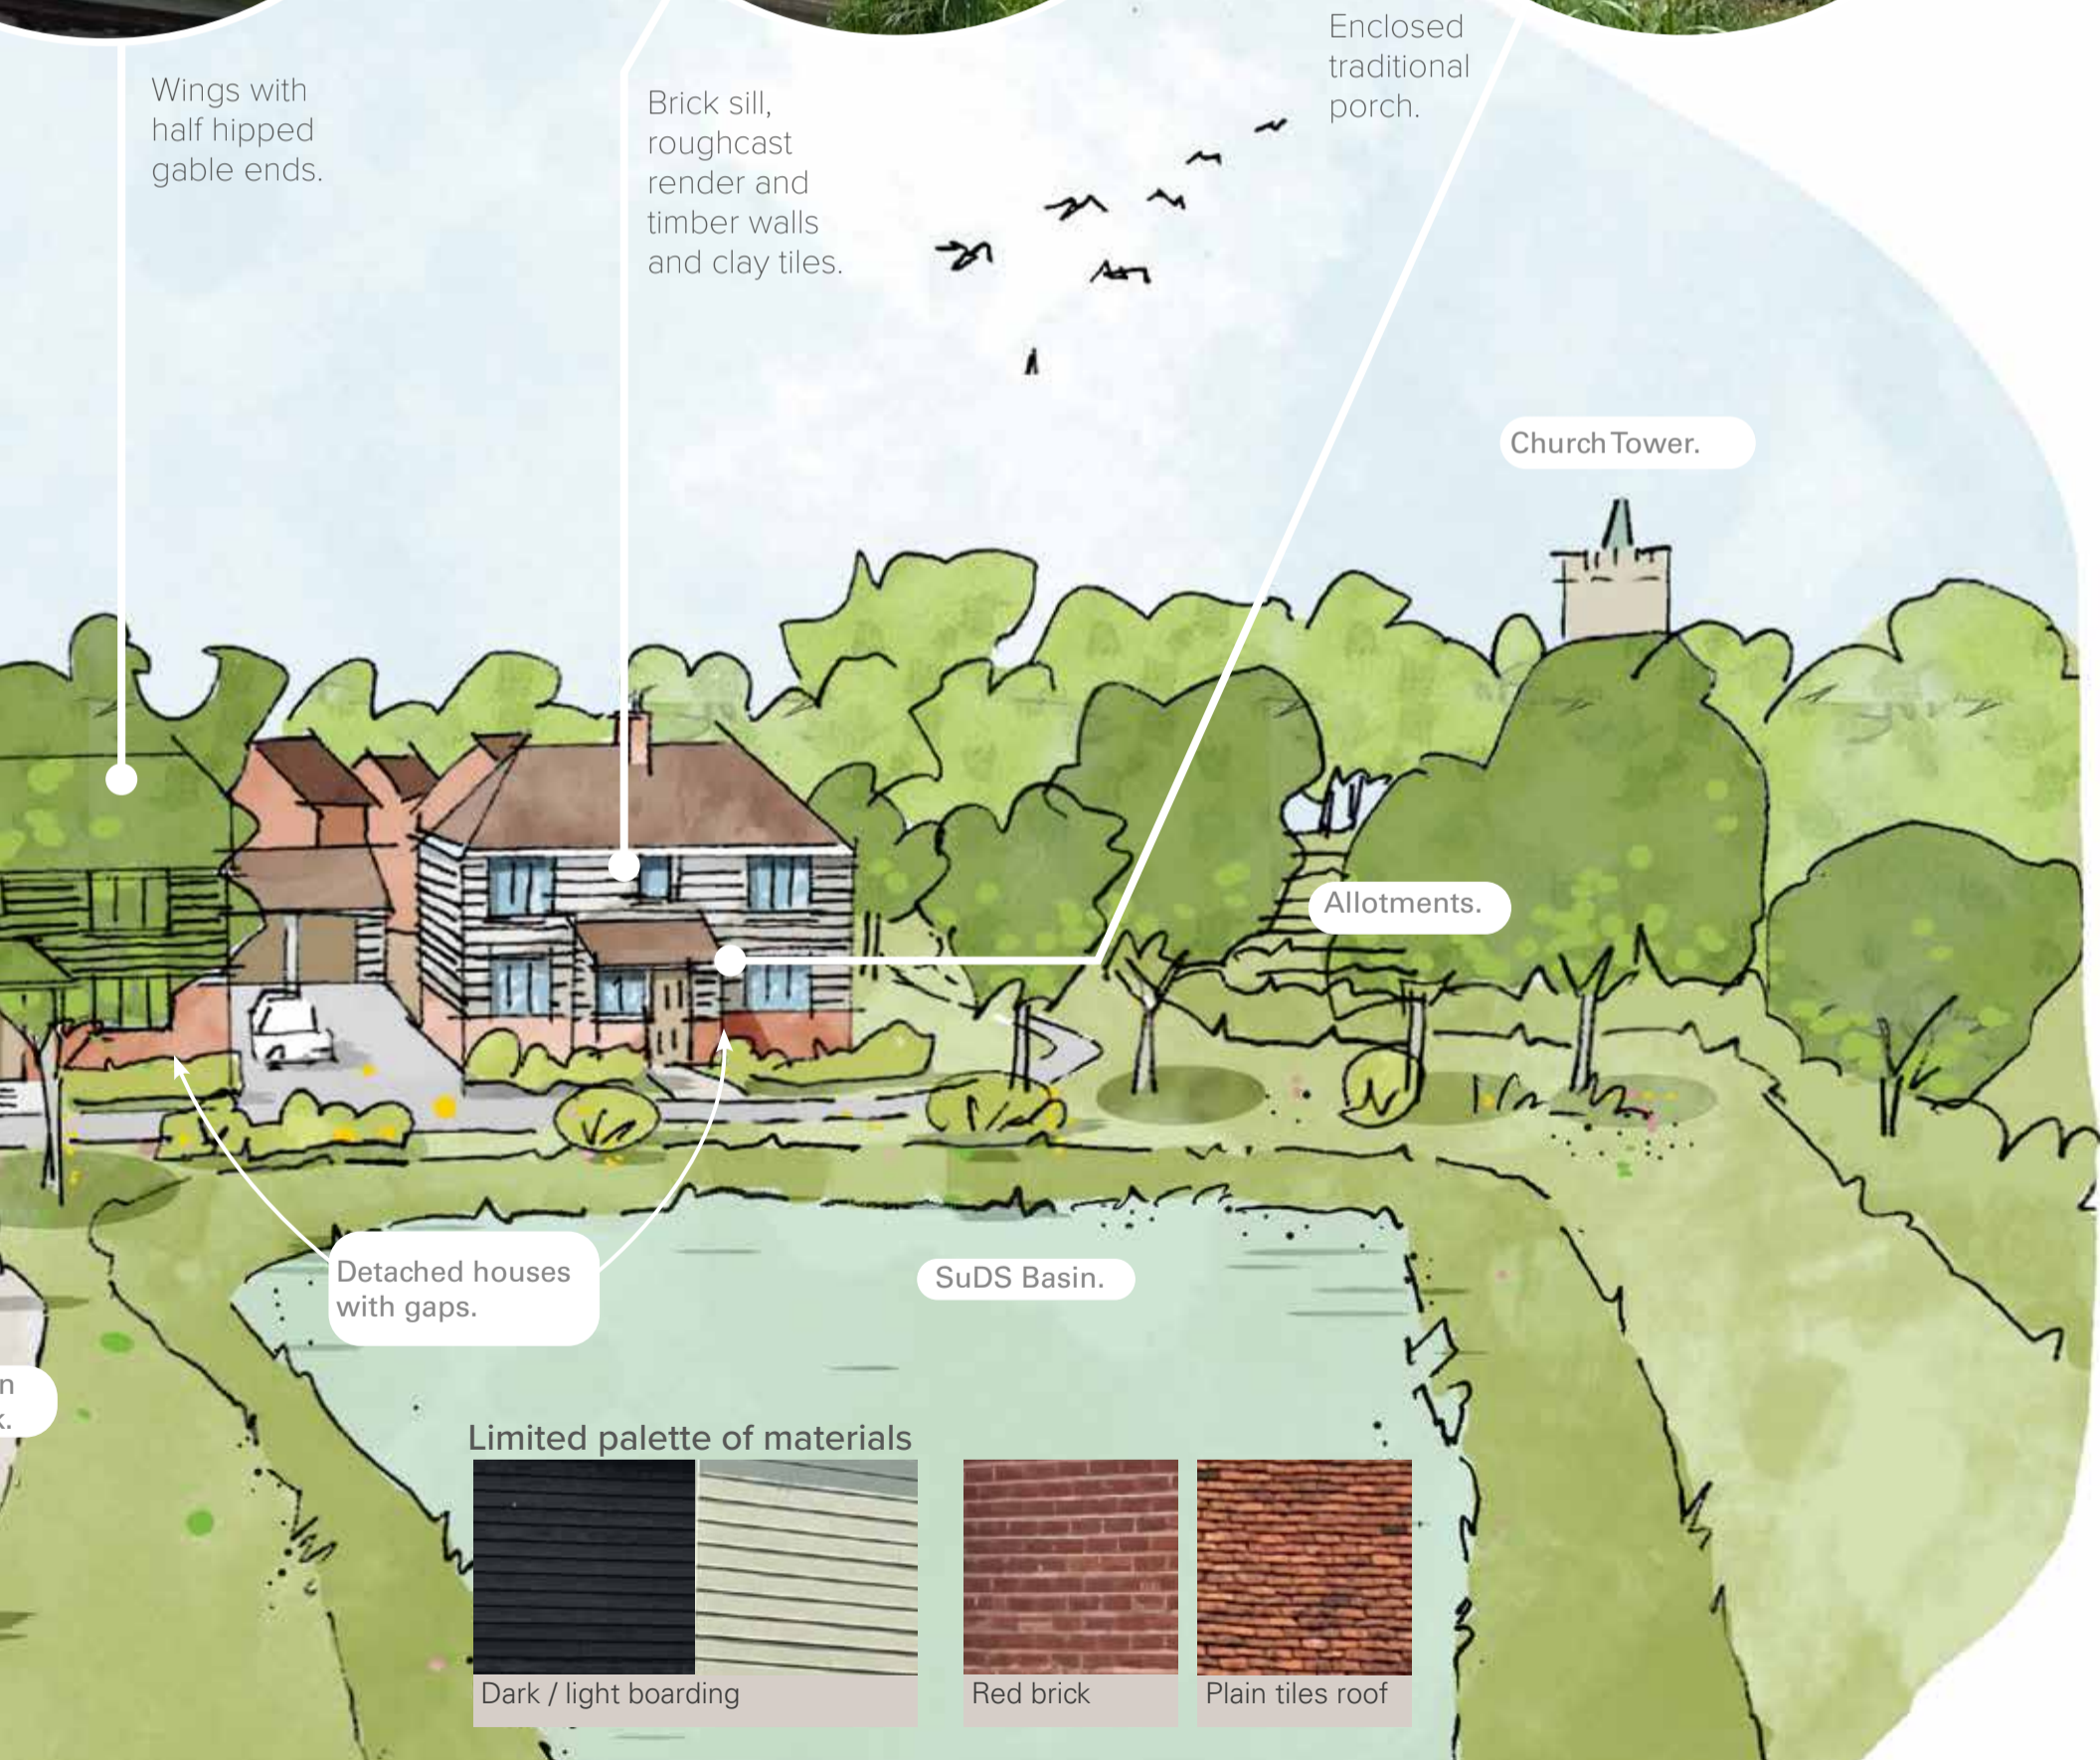 Enclosed
traditional
porch.
Wings with
half hipped
gable ends.
Brick sill,
roughcast
render and
timber walls
and clay tiles.
Church Tower.
Allotments.
Detached houses
with gaps.
SuDS Basin.
n
k.
Limited palette of materials
Dark / light boarding
Red brick
Plain tiles roof